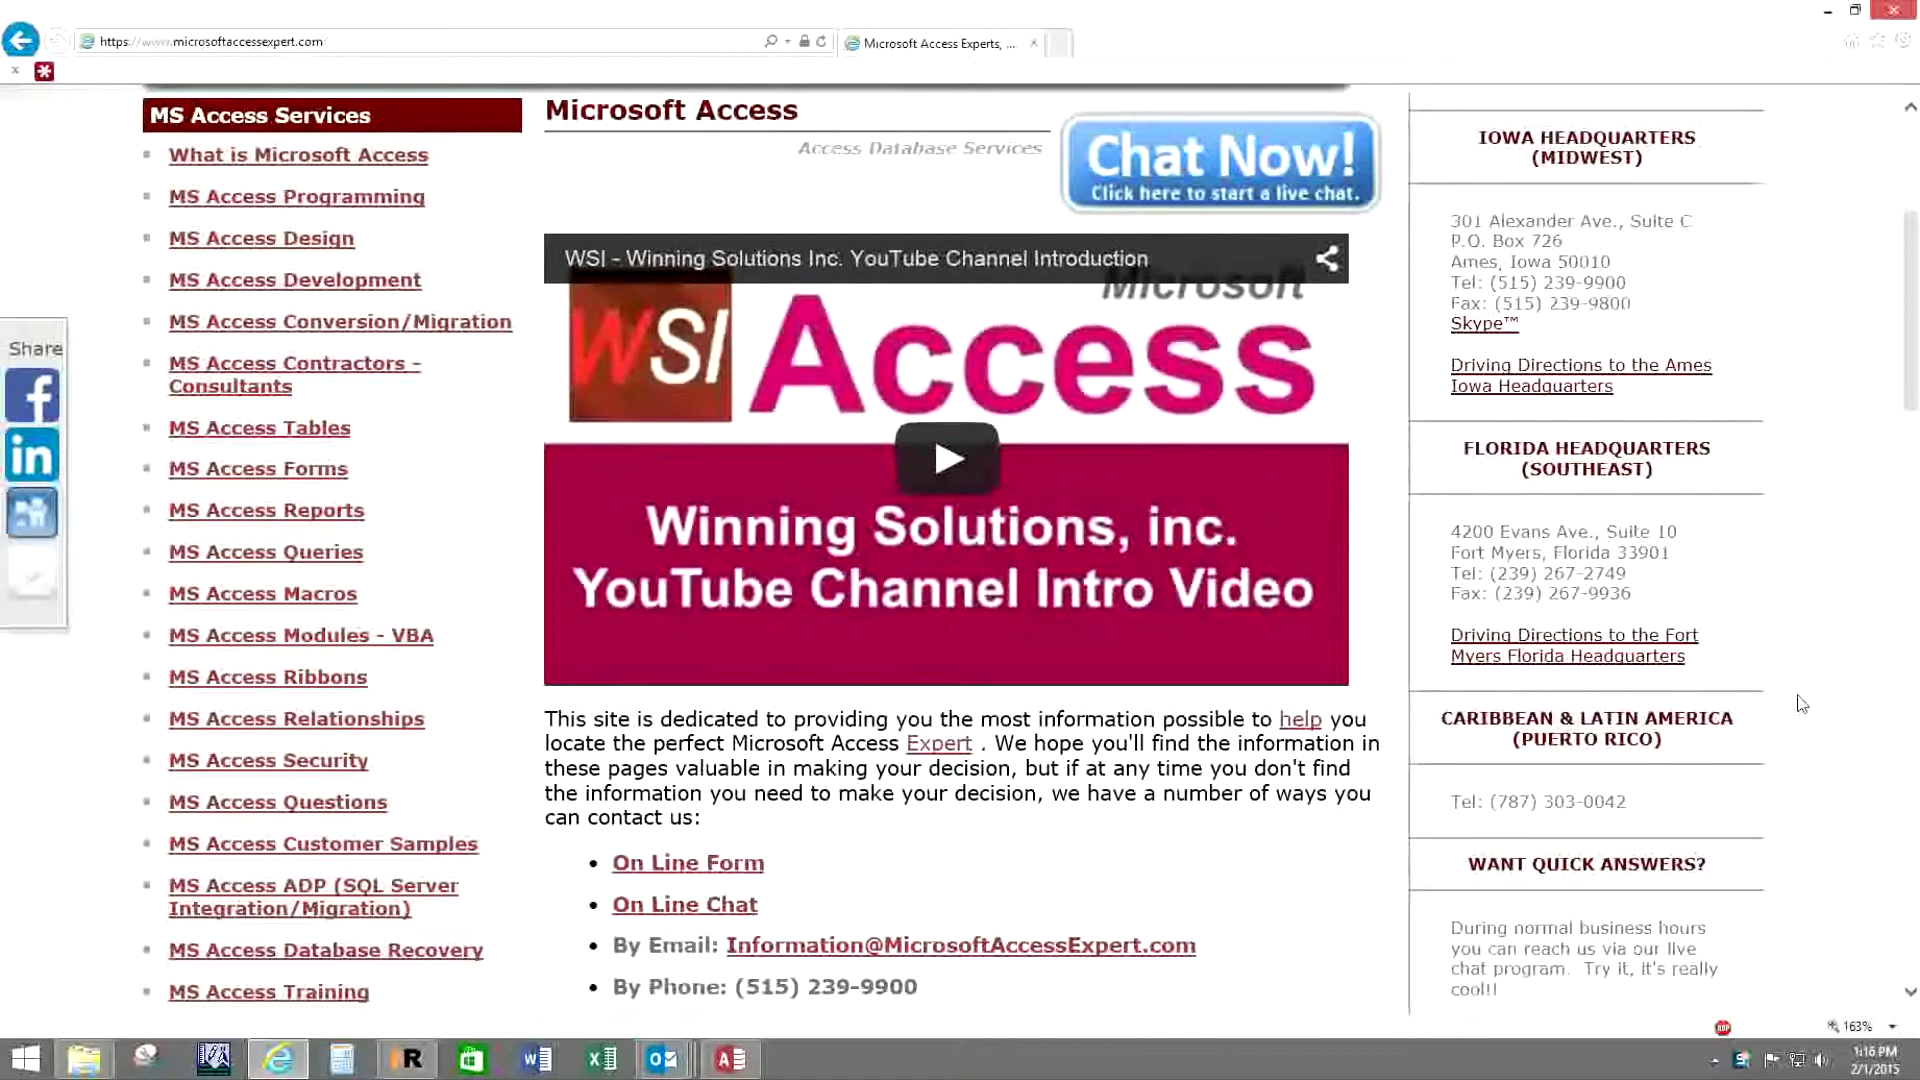 https://www.microsoftaccessexpert.com
Microsoft Access Experts, ...
MS Access Services
What is Microsoft Access
MS Access Programming
MS Access Design
MS Access Development
MS Access Conversion/Migration
MS Access Contractors -
Consultants
MS Access Tables
MS Access Forms
MS Access Reports
MS Access Queries
MS Access Macros
MS Access Modules - VBA
MS Access Ribbons
MS Access Relationships
MS Access Security
MS Access Questions
MS Access Customer Samples
MS Access ADP (SQL Server
Integration/Migration)
MS Access Database Recovery
MS Access Training
Share
Microsoft Access
Access Database Services
Chat Now!
Click here to start a live chat.
WSI - Winning Solutions Inc. YouTube Channel Introduction
Microsoft
WSI Access
Winning Solutions, inc.
YouTube Channel Intro Video
This site is dedicated to providing you the most information possible to help you
locate the perfect Microsoft Access Expert . We hope you'll find the information in
these pages valuable in making your decision, but if at any time you don't find
the information you need to make your decision, we have a number of ways you
can contact us:
On Line Form
On Line Chat
By Email: Information@MicrosoftAccessExpert.com
By Phone: (515) 239-9900
IOWA HEADQUARTERS
(MIDWEST)
301 Alexander Ave., Suite C
P.O. Box 726
Ames, Iowa 50010
Tel: (515) 239-9900
Fax: (515) 239-9800
Skype™
Driving Directions to the Ames
Iowa Headquarters
FLORIDA HEADQUARTERS
(SOUTHEAST)
4200 Evans Ave., Suite 10
Fort Myers, Florida 33901
Tel: (239) 267-2749
Fax: (239) 267-9936
Driving Directions to the Fort
Myers Florida Headquarters
CARIBBEAN & LATIN AMERICA
(PUERTO RICO)
Tel: (787) 303-0042
WANT QUICK ANSWERS?
During normal business hours
you can reach us via our live
chat program. Try it, it's really
cool!!
163%
1:16 PM
2/1/2015